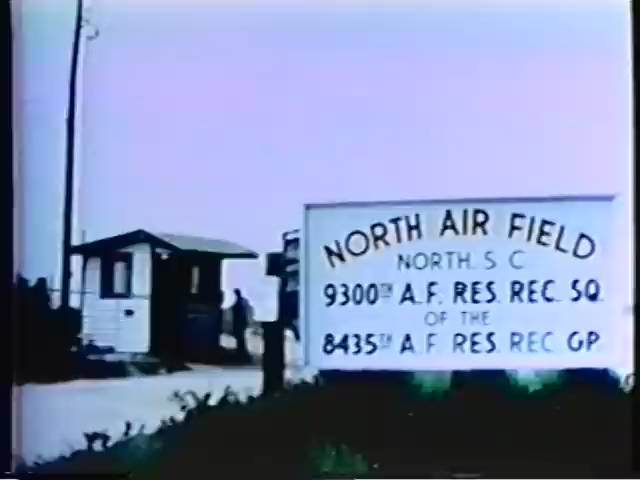 NORTH AIR FIELD
NORTH. S. C.
9300TH A.F. RES. REC. SQ.
OF THE
8435TH A.F. RES. REC. GP.